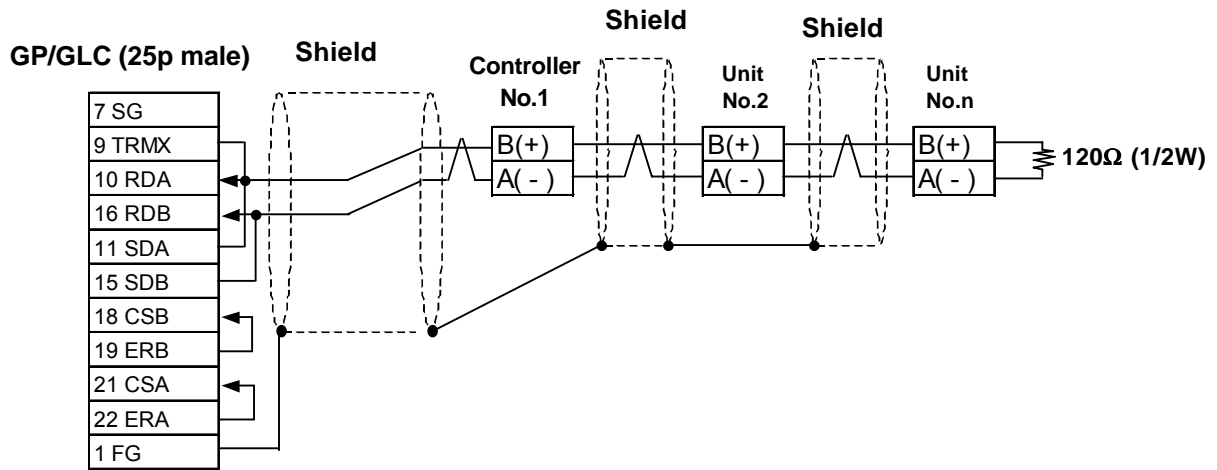 Shield
Shield
GP/GLC (25p male)
Shield
Controller
No.1
Unit
No.2
Unit
No.n
7 SG
9 TRMX
10 RDA
16 RDB
11 SDA
15 SDB
18 CSB
19 ERB
21 CSA
22 ERA
1 FG
B(+)
A( - )
B(+)
A( - )
B(+)
A( - )
120Ω (1/2W)